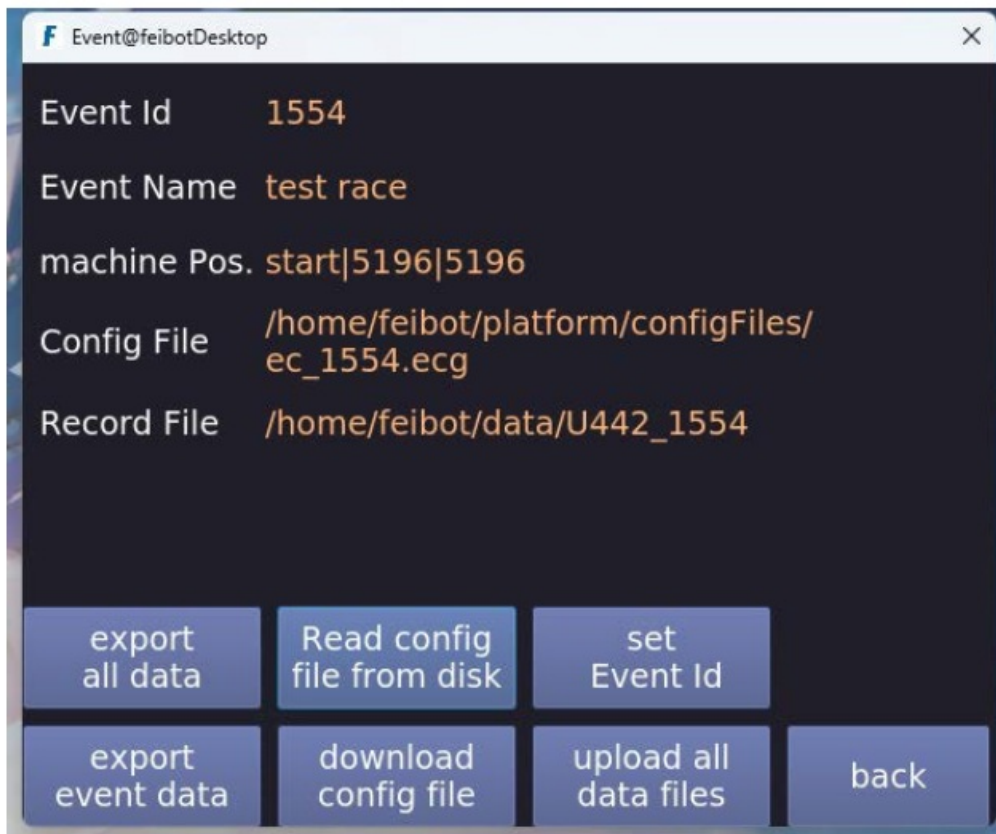 F Event@feibotDesktop
Event Id 1554
Event Name test race
machine Pos. start|5196|5196
Config File /home/feibot/platform/configFiles/
ec_1554.ecg
Record File /home/feibot/data/U442_1554
export
all data
Read config
file from disk
set
Event Id
export
event data
download
config file
upload all
data files
back